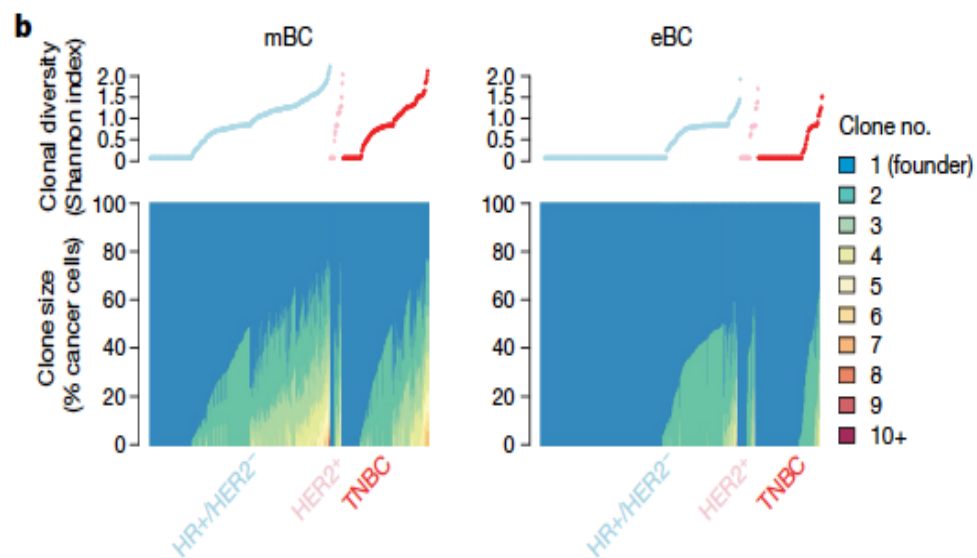 b
mBC
eBC
Clonal diversity
(Shannon index)
2.0
1.5
1.0
0.5
0
2.0
1.5
1.0
0.5
0
Clone size
(% cancer cells)
100
80
60
40
20
0
100
80
60
40
20
0
HR+/HER2⁻
HER2⁺
TNBC
HR+/HER2⁻
HER2⁺
TNBC
Clone no.
1 (founder)
2
3
4
5
6
7
8
9
10+